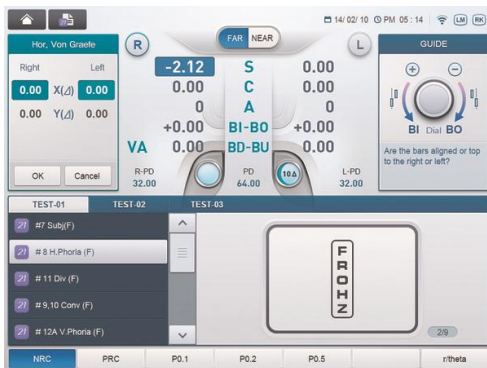 14/ 02/ 10 PM 05 : 14 LM RK
Hor, Von Graefe
Right Left
0.00 X(Δ) 0.00
0.00 Y(Δ) 0.00
OK Cancel
R
FAR NEAR
L
-2.12 S 0.00
0.00 C 0.00
0 A 0
+0.00 BI-BO +0.00
VA 0.00 BD-BU 0.00
R-PD PD L-PD
32.00 64.00 10Δ 32.00
GUIDE
+ −
BI Dial BO
Are the bars aligned or top
to the right or left?
TEST-01 TEST-02 TEST-03
21 #7 Subj(F)
21 # 8 H.Phoria (F)
21 # 11 Div (F)
21 # 9,10 Conv (F)
21 # 12A V.Phoria (F)
F
R
O
H
Z
2/9
NRC PRC P0.1 P0.2 P0.5 r/theta